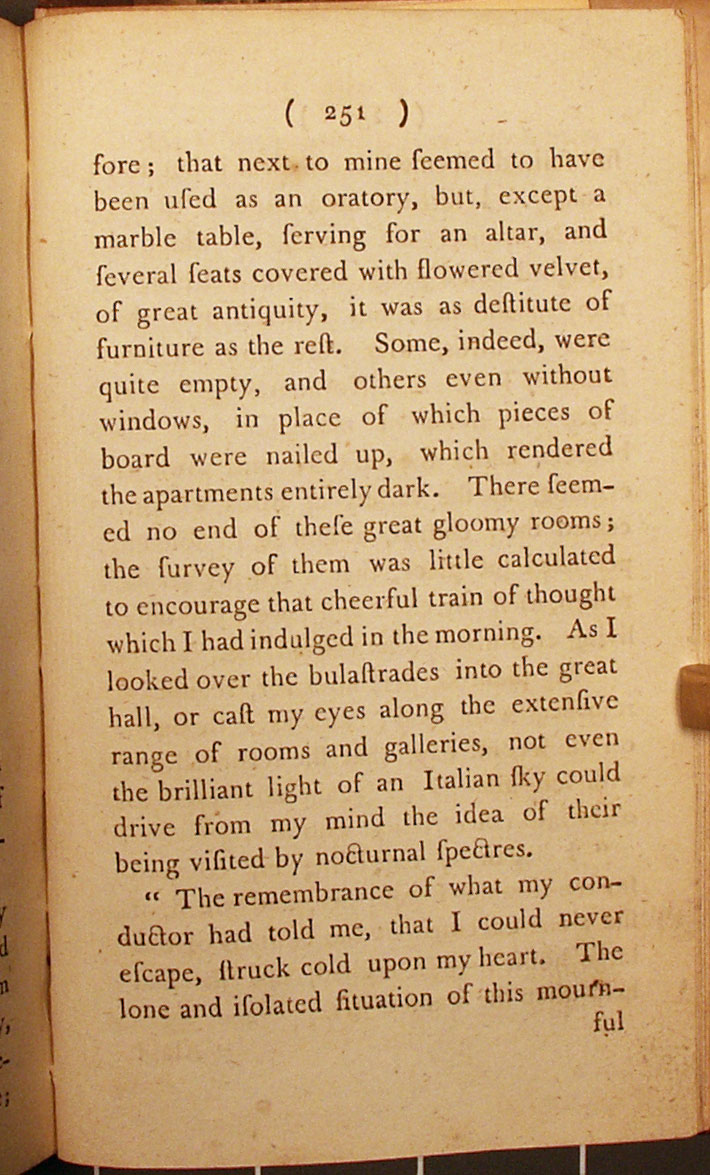 ( 251 )
fore; that next to mine ſeemed to have
been uſed as an oratory, but, except a
marble table, ſerving for an altar, and
ſeveral ſeats covered with flowered velvet,
of great antiquity, it was as deſtitute of
furniture as the reſt. Some, indeed, were
quite empty, and others even without
windows, in place of which pieces of
board were nailed up, which rendered
the apartments entirely dark. There ſeem-
ed no end of theſe great gloomy rooms;
the ſurvey of them was little calculated
to encourage that cheerful train of thought
which I had indulged in the morning. As I
looked over the bulaſtrades into the great
hall, or caſt my eyes along the extenſive
range of rooms and galleries, not even
the brilliant light of an Italian ſky could
drive from my mind the idea of their
being viſited by nocturnal ſpectres.
“ The remembrance of what my con-
ductor had told me, that I could never
eſcape, ſtruck cold upon my heart. The
lone and iſolated ſituation of this mourn-
ful